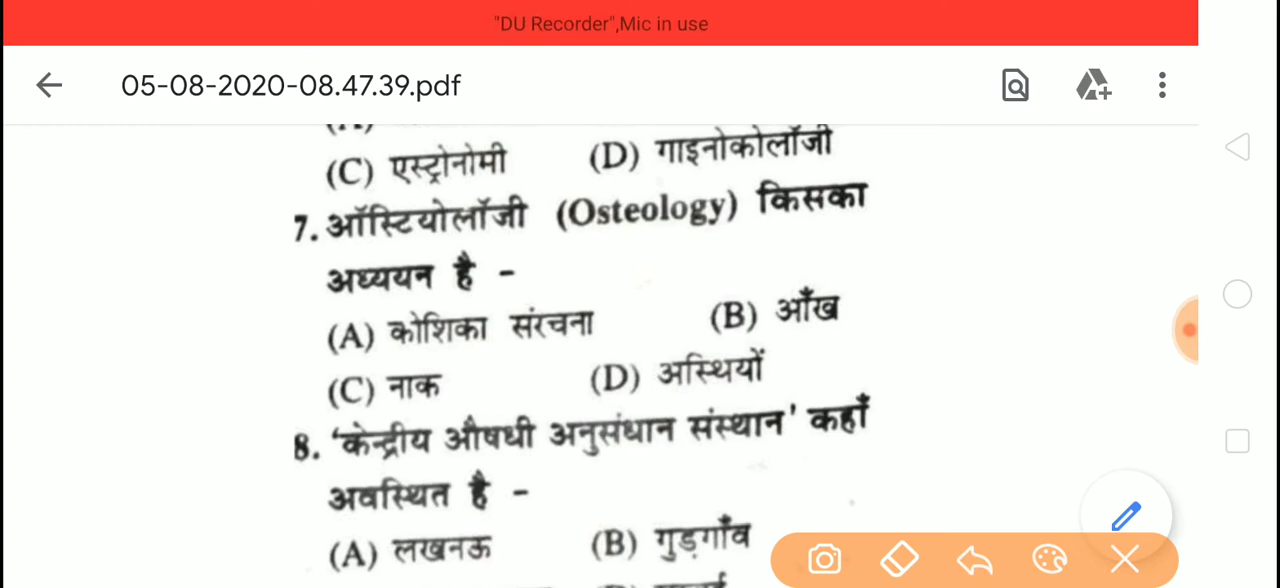 "DU Recorder",Mic in use
05-08-2020-08.47.39.pdf
(C) एस्ट्रोनोमी (D) गाइनोकोलॉजी
7. ऑस्टियोलॉजी (Osteology) किसका
अध्ययन है -
(A) कोशिका संरचना (B) आँख
(C) नाक (D) अस्थियों
8. 'केन्द्रीय औषधी अनुसंधान संस्थान' कहाँ
अवस्थित है -
(A) लखनऊ (B) गुड़गाँव